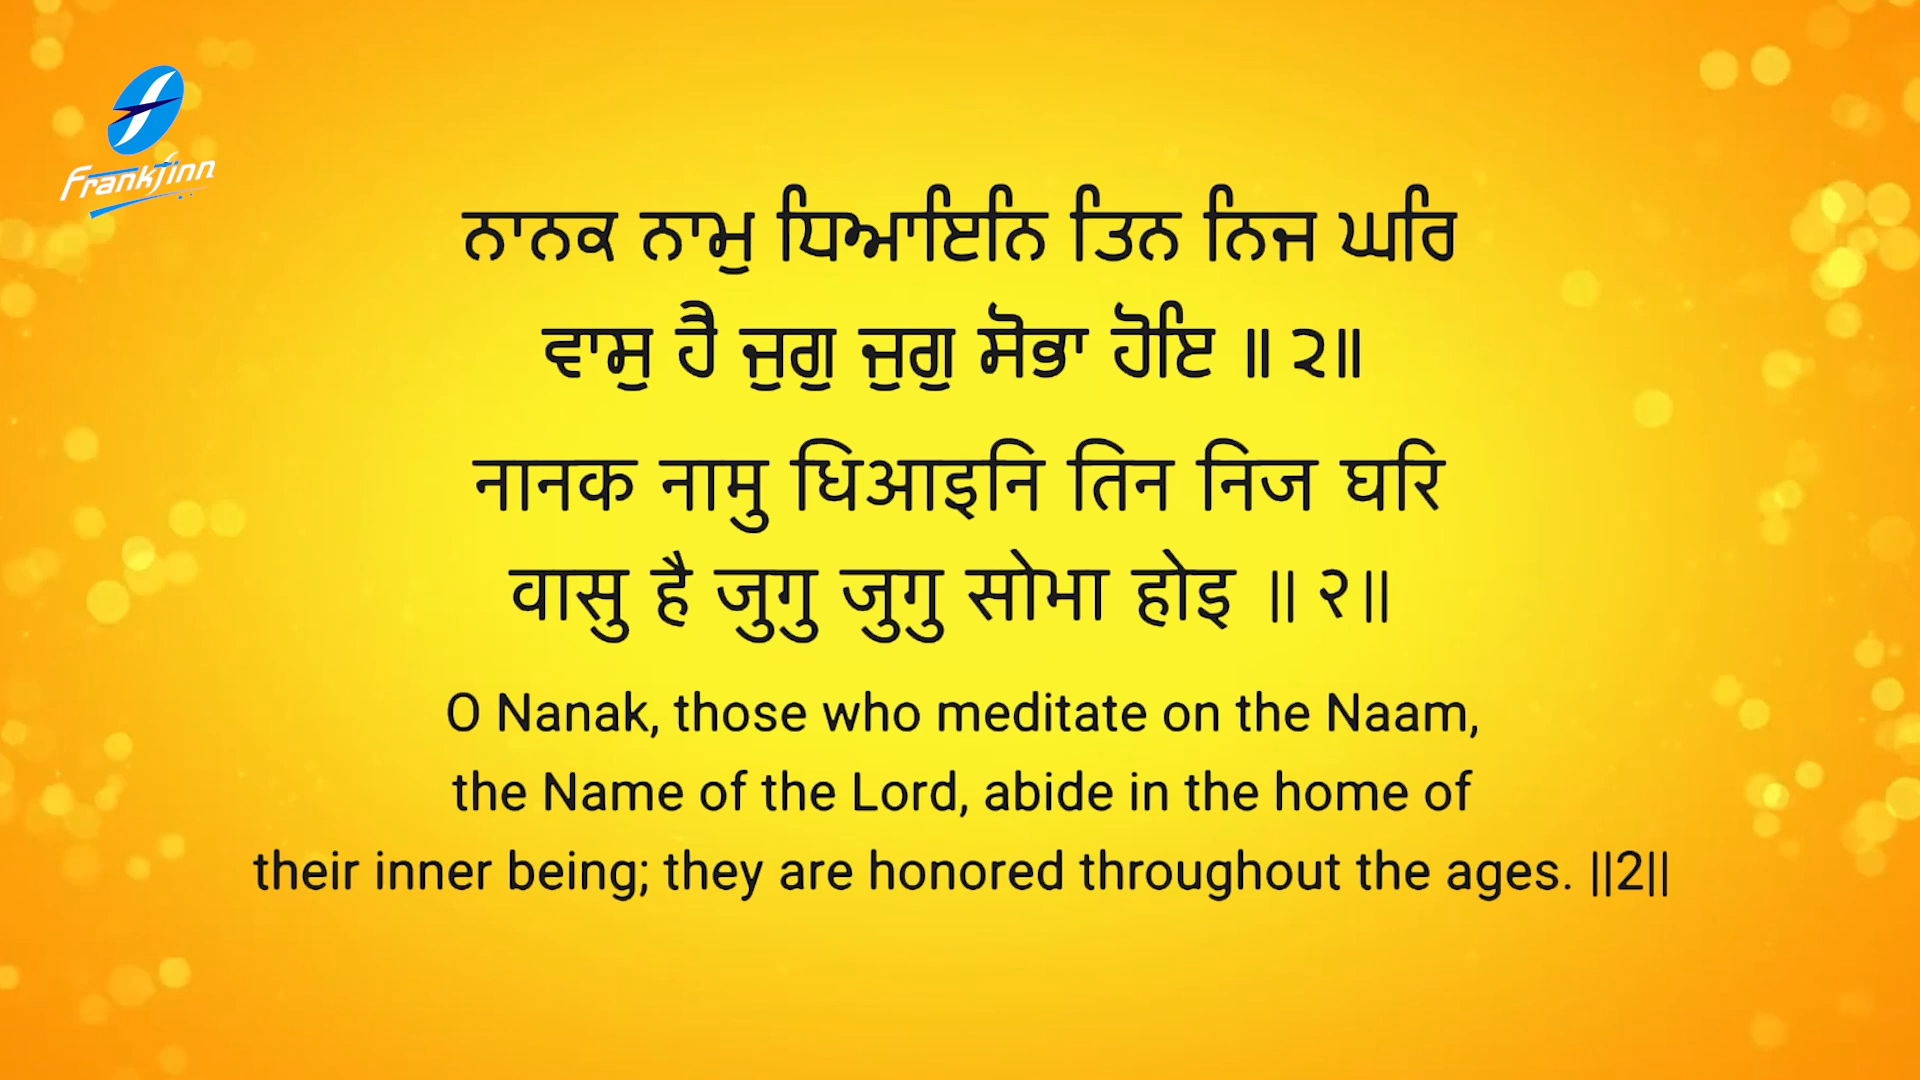 Frankfinn
ਨਾਨਕ ਨਾਮੁ ਧਿਆਇਨਿ ਤਿਨ ਨਿਜ ਘਰਿ
ਵਾਸੁ ਹੈ ਜੁਗੁ ਜੁਗੁ ਸੋਭਾ ਹੋਇ ॥ ੨॥
नानक नामु धिआइनि तिन निज घरि
वासु है जुगु जुगु सोभा होइ ॥ २॥
O Nanak, those who meditate on the Naam,
the Name of the Lord, abide in the home of
their inner being; they are honored throughout the ages. ||2||